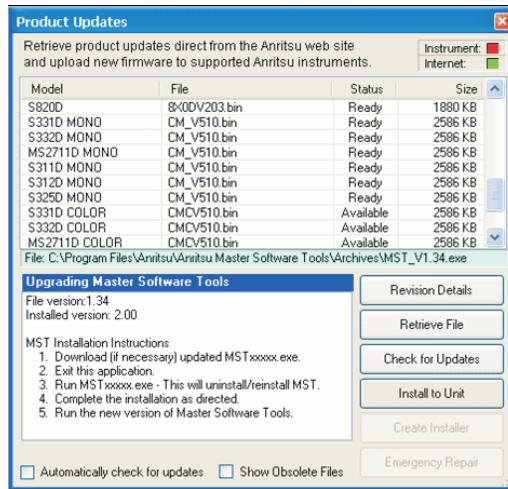 Product Updates
Retrieve product updates direct from the Anritsu web site
and upload new firmware to supported Anritsu instruments.
Instrument:
Internet:
Model File Status Size
S820D 8X0DV203.bin Ready 1880 KB
S331D MONO CM_V510.bin Ready 2586 KB
S332D MONO CM_V510.bin Ready 2586 KB
MS2711D MONO CM_V510.bin Ready 2586 KB
S311D MONO CM_V510.bin Ready 2586 KB
S312D MONO CM_V510.bin Ready 2586 KB
S325D MONO CM_V510.bin Ready 2586 KB
S331D COLOR CMCV510.bin Available 2586 KB
S332D COLOR CMCV510.bin Available 2586 KB
MS2711D COLOR CMCV510.bin Available 2586 KB
File: C:\Program Files\Anritsu\Anritsu Master Software Tools\Archives\MST_V1.34.exe
Upgrading Master Software Tools
File version:1.34
Installed version: 2.00
MST Installation Instructions
1. Download (if necessary) updated MSTxxxxx.exe.
2. Exit this application.
3. Run MSTxxxxx.exe - This will uninstall/reinstall MST.
4. Complete the installation as directed.
5. Run the new version of Master Software Tools.
Revision Details
Retrieve File
Check for Updates
Install to Unit
Create Installer
Emergency Repair
Automatically check for updates
Show Obsolete Files